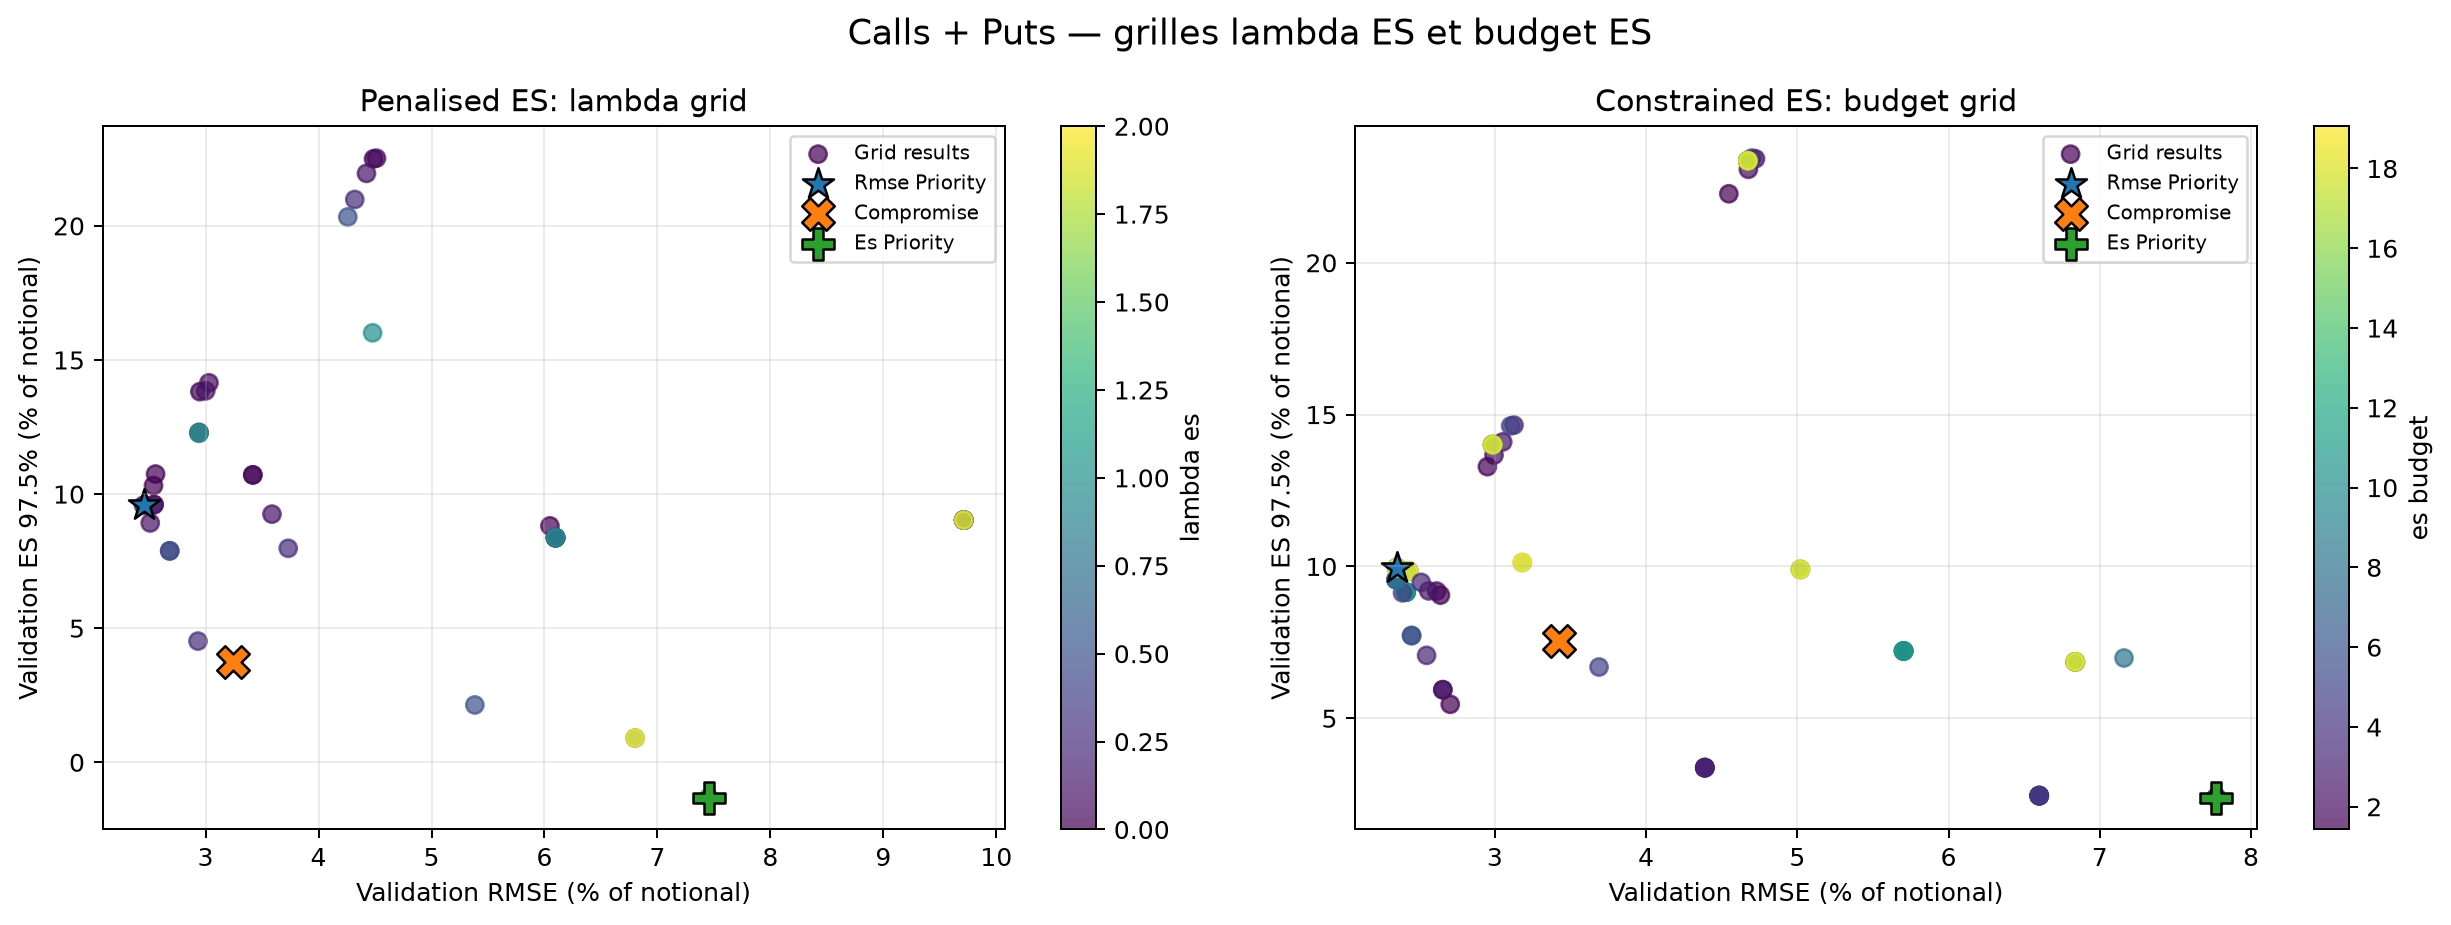 Calls + Puts — grilles lambda ES et budget ES
Penalised ES: lambda grid
Validation ES 97.5% (% of notional)
20
15
10
5
0
Grid results
Rmse Priority
Compromise
Es Priority
3 4 5 6 7 8 9 10
Validation RMSE (% of notional)
2.00
1.75
1.50
1.25
1.00
0.75
0.50
0.25
0.00
lambda es
Constrained ES: budget grid
Validation ES 97.5% (% of notional)
20
15
10
5
Grid results
Rmse Priority
Compromise
Es Priority
3 4 5 6 7 8
Validation RMSE (% of notional)
18
16
14
12
10
8
6
4
2
es budget